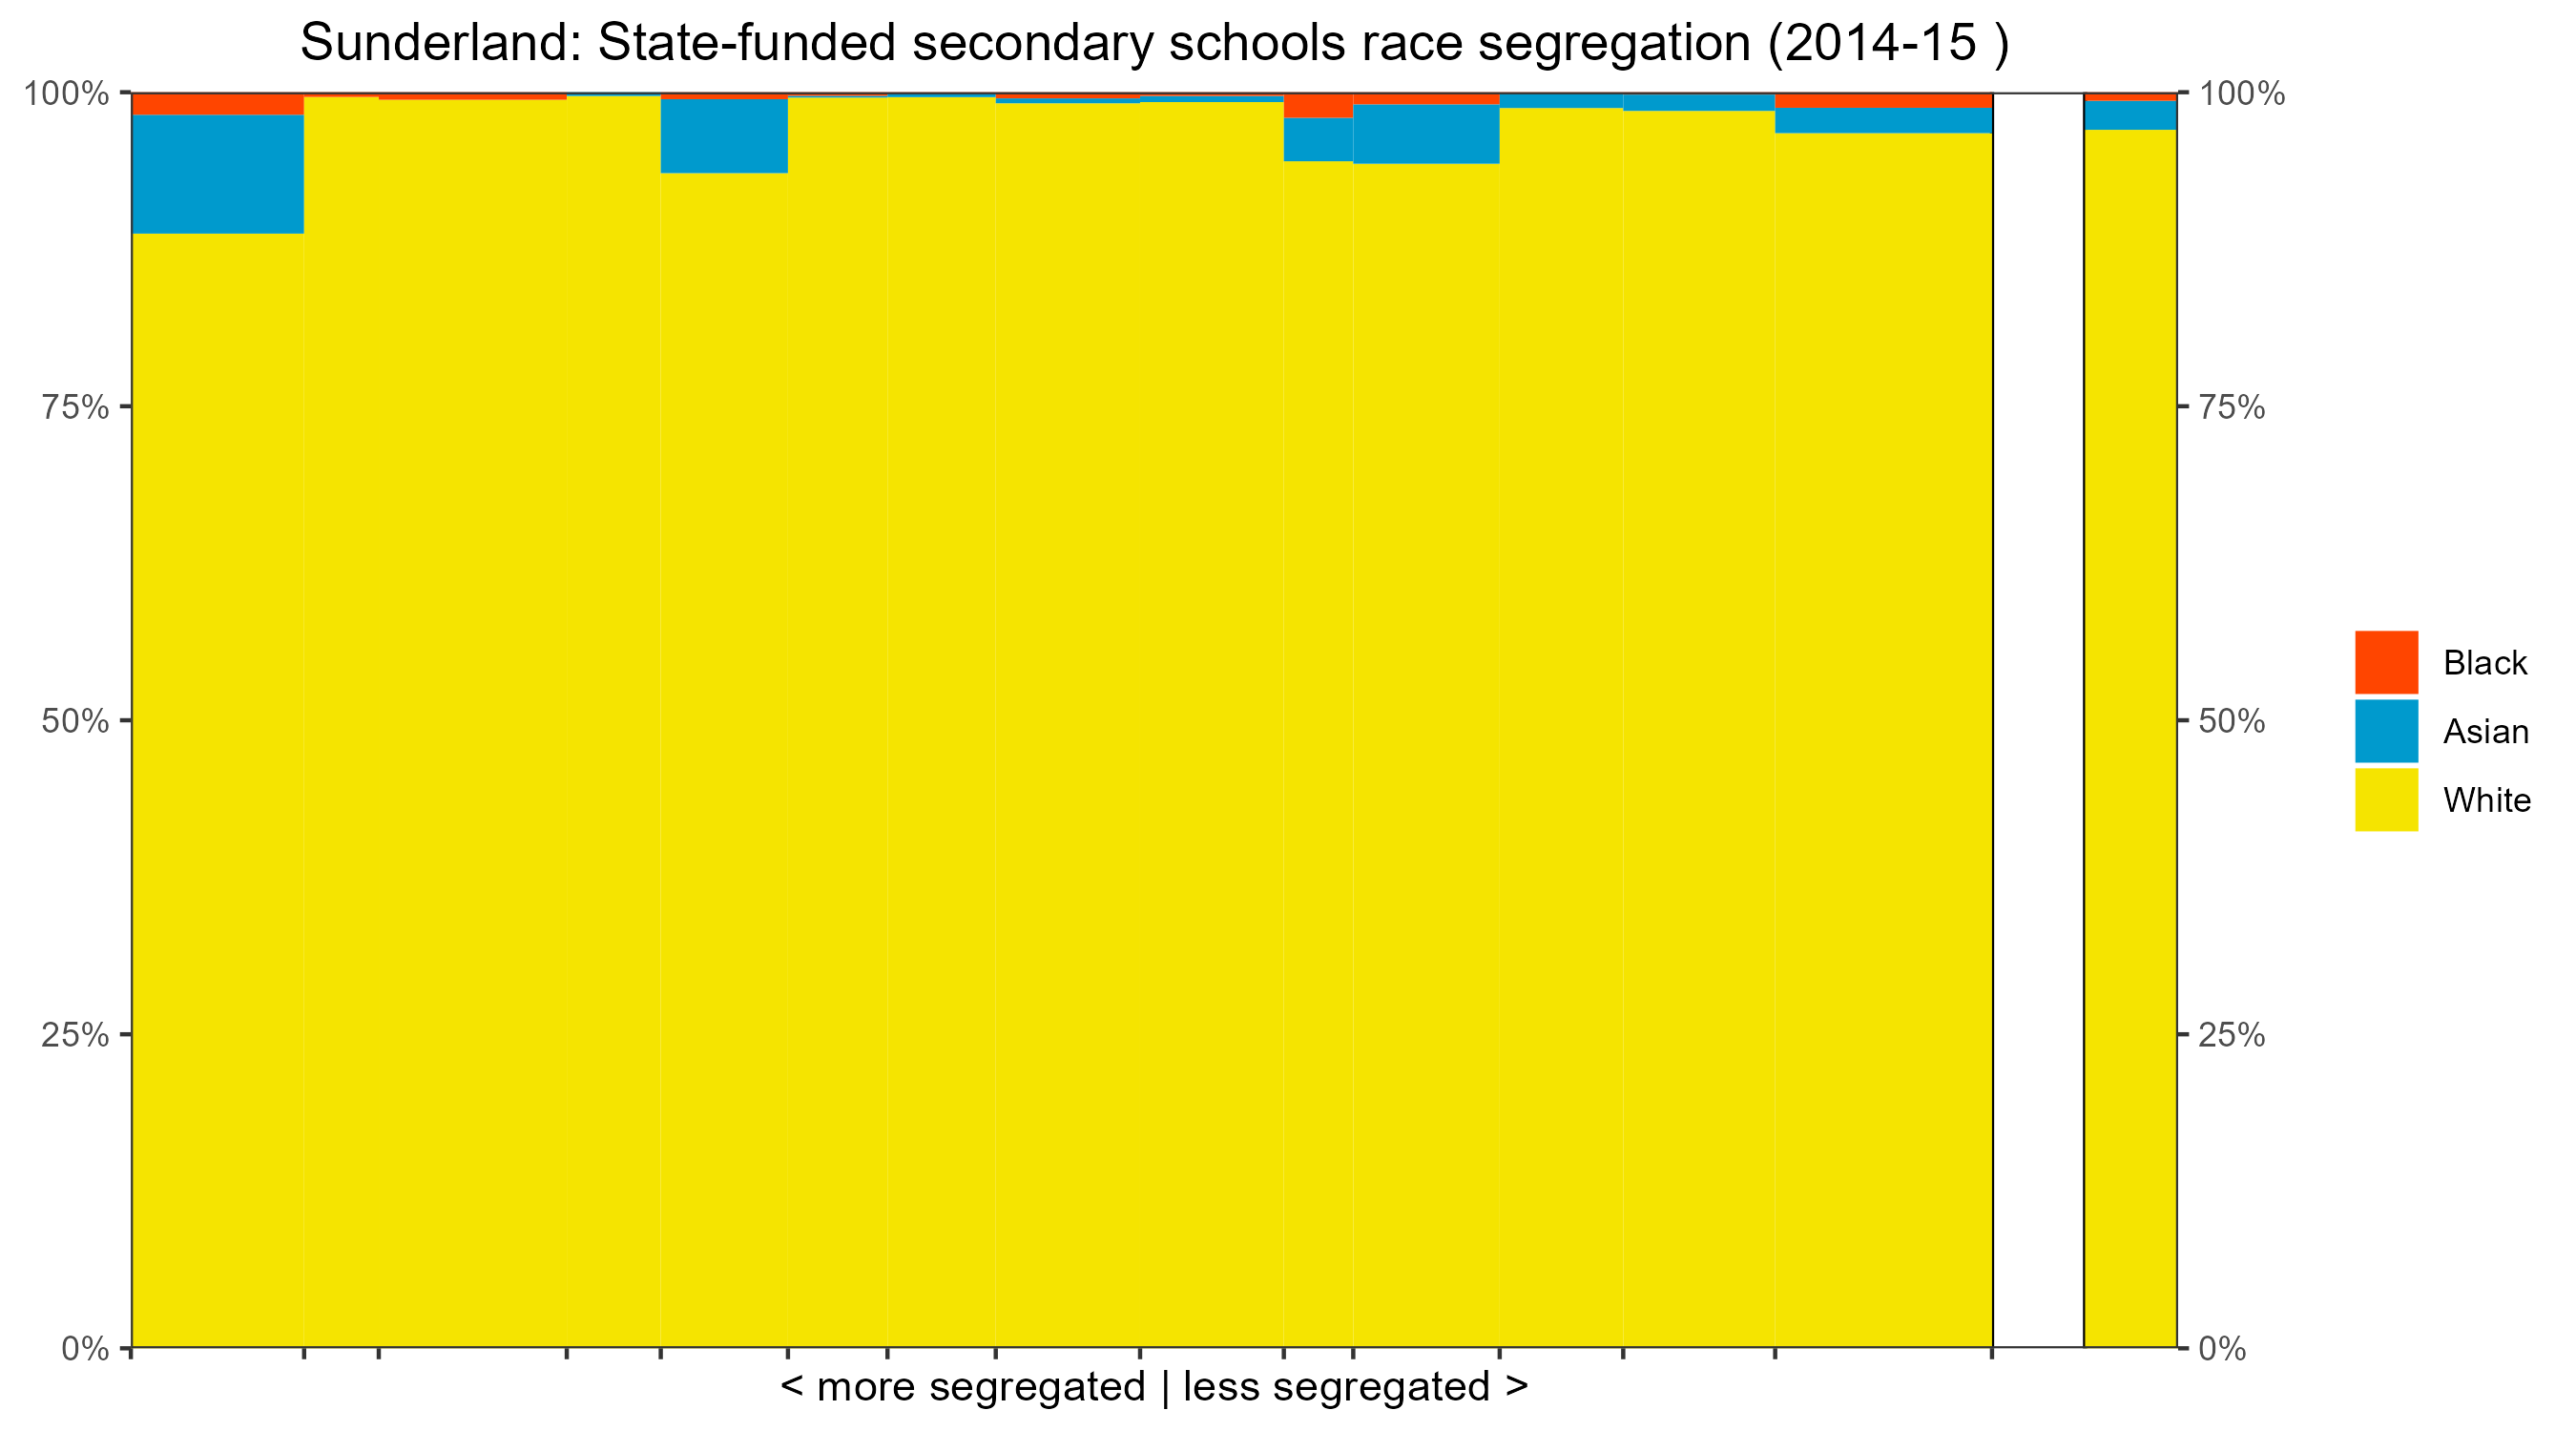 Sunderland: State-funded secondary schools race segregation (2014-15 )
100%
75%
50%
25%
0%
100%
75%
50%
25%
0%
< more segregated | less segregated >
Black
Asian
White